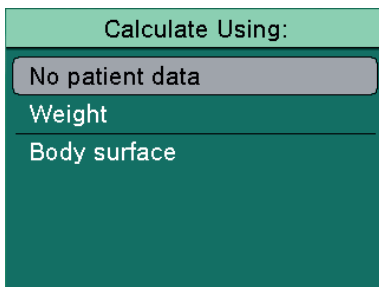 Calculate Using:
No patient data
Weight
Body surface